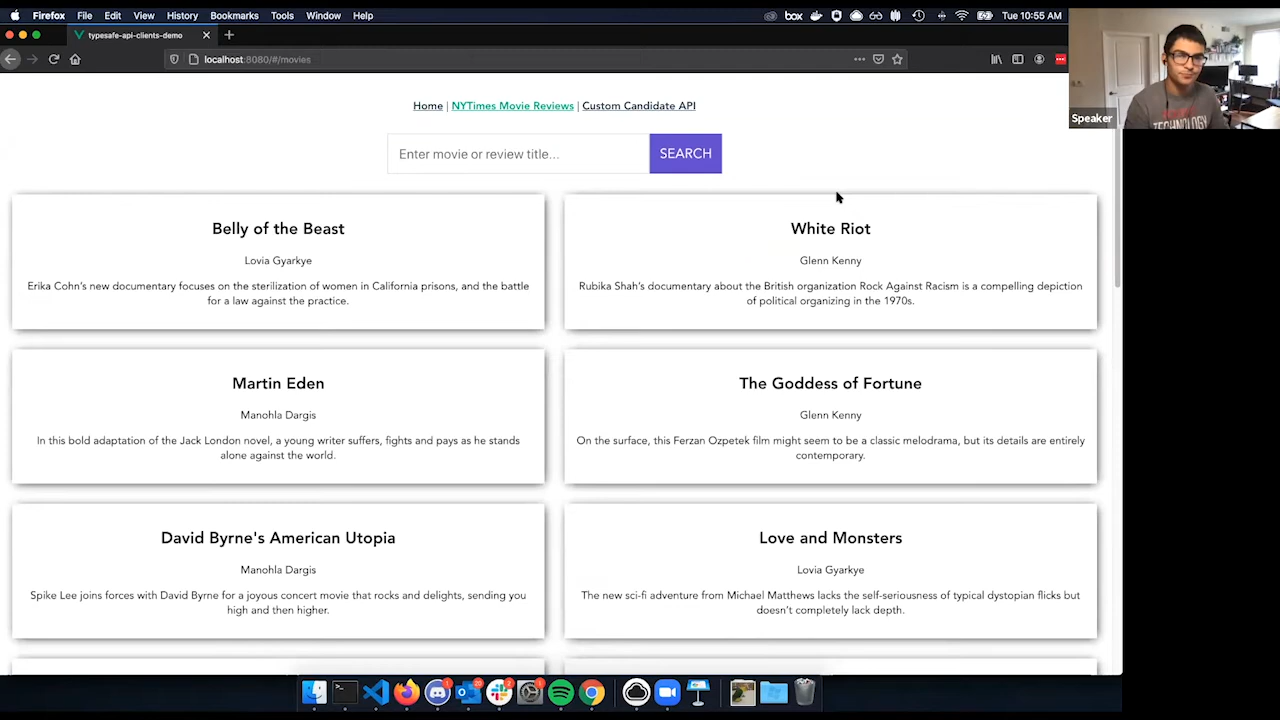 Firefox File Edit View History Bookmarks Tools Window Help
box
Tue 10:55 AM
typesafe-api-clients-demo
localhost:8080/#/movies
Speaker
TECHNOLOGY
Home | NYTimes Movie Reviews | Custom Candidate API
Enter movie or review title...
SEARCH
Belly of the Beast
Lovia Gyarkye
Erika Cohn's new documentary focuses on the sterilization of women in California prisons, and the battle
for a law against the practice.
White Riot
Glenn Kenny
Rubika Shah's documentary about the British organization Rock Against Racism is a compelling depiction
of political organizing in the 1970s.
Martin Eden
Manohla Dargis
In this bold adaptation of the Jack London novel, a young writer suffers, fights and pays as he stands
alone against the world.
The Goddess of Fortune
Glenn Kenny
On the surface, this Ferzan Ozpetek film might seem to be a classic melodrama, but its details are entirely
contemporary.
David Byrne's American Utopia
Manohla Dargis
Spike Lee joins forces with David Byrne for a joyous concert movie that rocks and delights, sending you
high and then higher.
Love and Monsters
Lovia Gyarkye
The new sci-fi adventure from Michael Matthews lacks the self-seriousness of typical dystopian flicks but
doesn't completely lack depth.